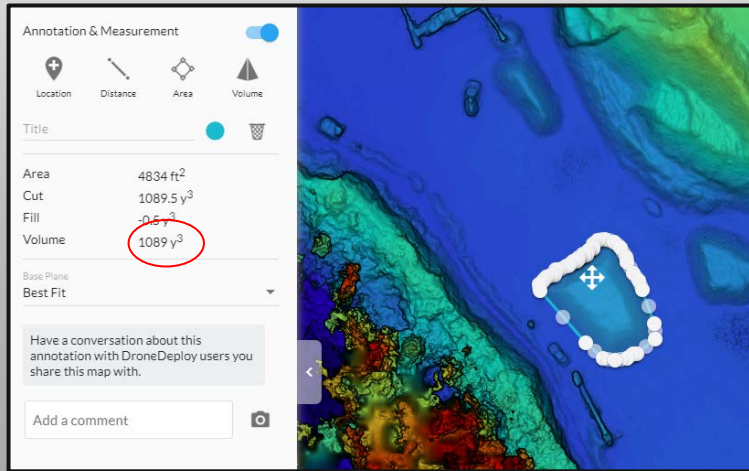 Annotation & Measurement
Location Distance Area Volume
Title
Area 4834 ft²
Cut 1089.5 y³
Fill -0.5 y³
Volume 1089 y³
Base Plane
Best Fit
Have a conversation about this
annotation with DroneDeploy users you
share this map with.
Add a comment